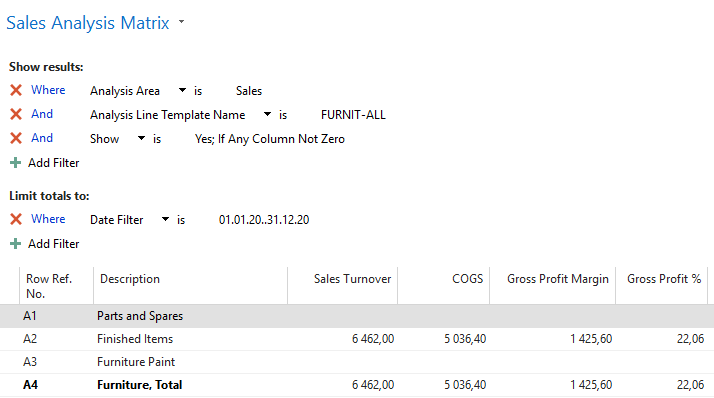 Sales Analysis Matrix
Show results:
Where Analysis Area is Sales
And Analysis Line Template Name is FURNIT-ALL
And Show is Yes; If Any Column Not Zero
Add Filter
Limit totals to:
Where Date Filter is 01.01.20..31.12.20
Add Filter
Row Ref. No. Description Sales Turnover COGS Gross Profit Margin Gross Profit %
A1 Parts and Spares
A2 Finished Items 6 462,00 5 036,40 1 425,60 22,06
A3 Furniture Paint
A4 Furniture, Total 6 462,00 5 036,40 1 425,60 22,06